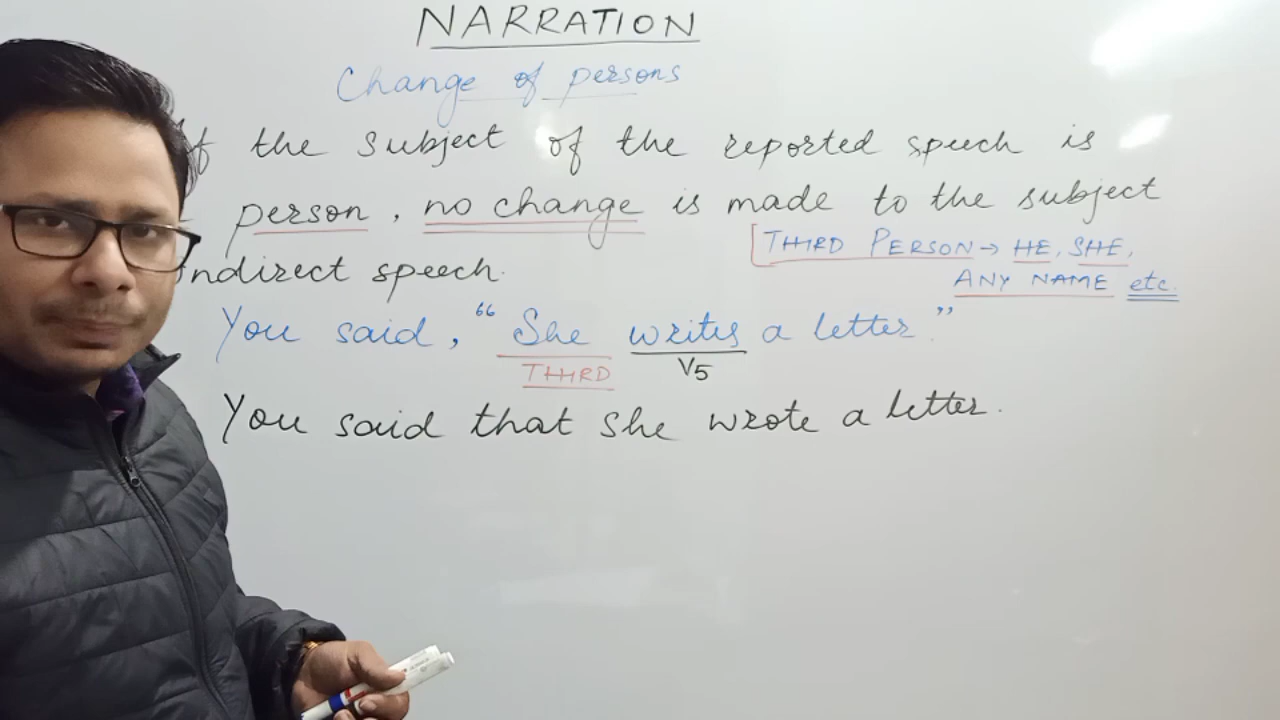 NARRATION
Change of persons
If the subject of the reported speech is
person, no change is made to the subject
THIRD PERSON → HE, SHE,
indirect speech.
ANY NAME etc.
You said, “She writes a letter.”
THIRD V5
You said that she wrote a letter.